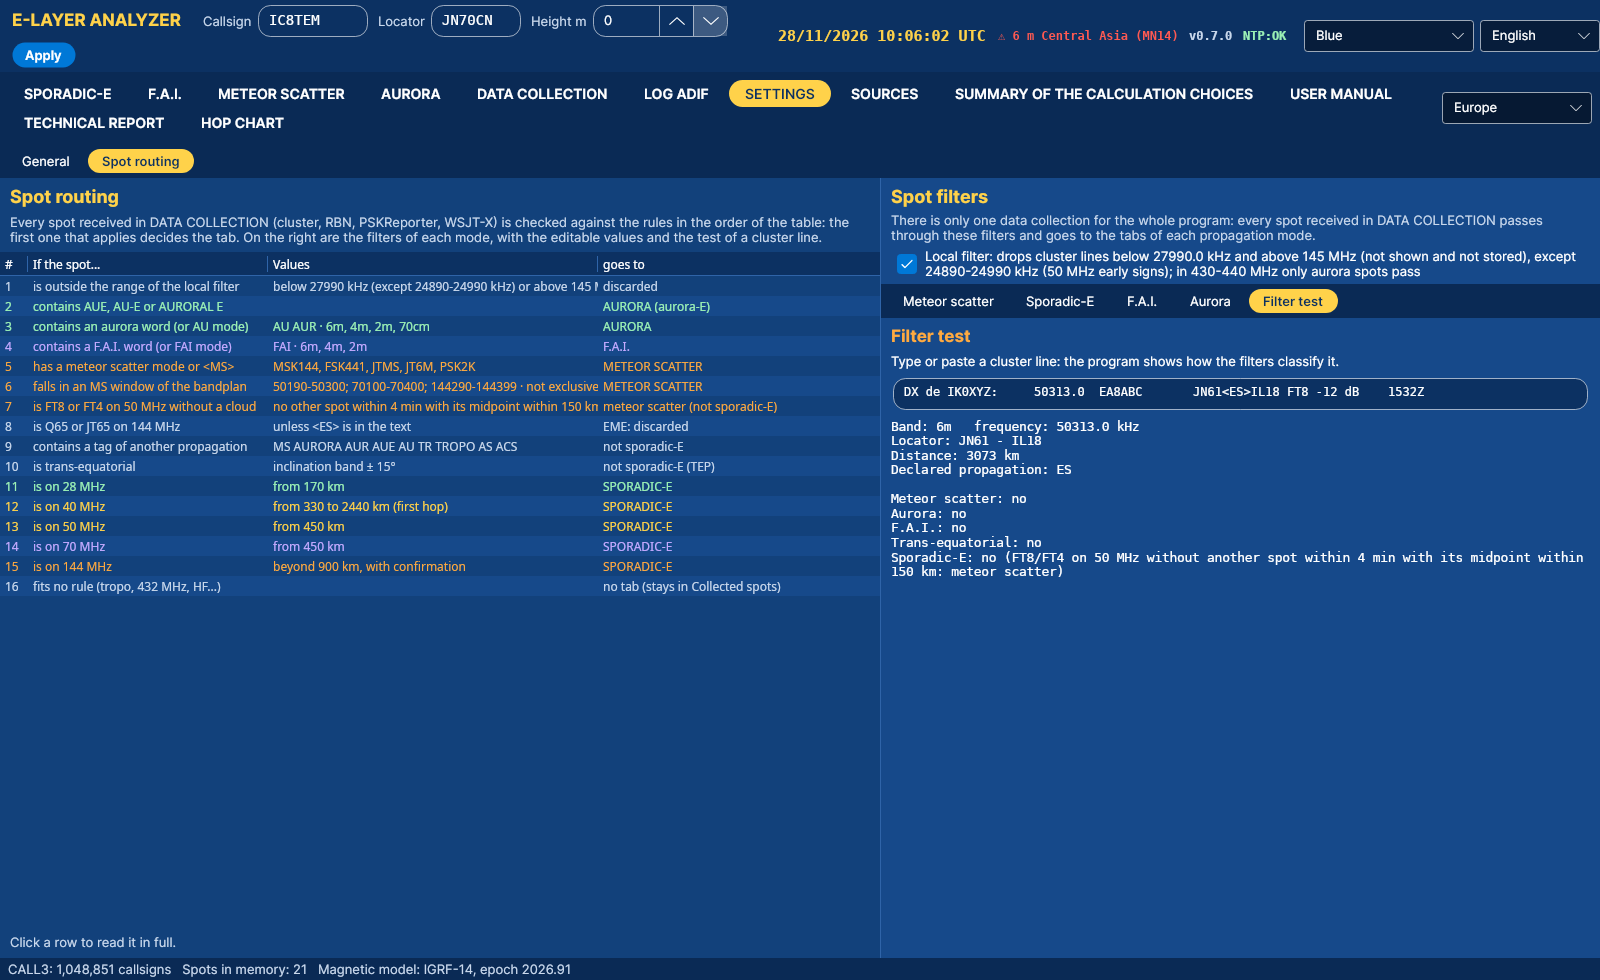 E-LAYER ANALYZER
Callsign IC8TEM Locator JN70CN Height m 0
Apply
28/11/2026 10:06:02 UTC ⚠ 6 m Central Asia (MN14) v0.7.0 NTP:OK Blue English
SPORADIC-E F.A.I. METEOR SCATTER AURORA DATA COLLECTION LOG ADIF SETTINGS SOURCES SUMMARY OF THE CALCULATION CHOICES USER MANUAL
TECHNICAL REPORT HOP CHART
Europe
General Spot routing
Spot routing
Every spot received in DATA COLLECTION (cluster, RBN, PSKReporter, WSJT-X) is checked against the rules in the order of the table: the
first one that applies decides the tab. On the right are the filters of each mode, with the editable values and the test of a cluster line.
# If the spot... Values goes to
1 is outside the range of the local filter below 27990 kHz (except 24890-24990 kHz) or above 145 discarded
2 contains AUE, AU-E or AURORAL E AURORA (aurora-E)
3 contains an aurora word (or AU mode) AU AUR · 6m, 4m, 2m, 70cm AURORA
4 contains a F.A.I. word (or FAI mode) FAI · 6m, 4m, 2m F.A.I.
5 has a meteor scatter mode or <MS> MSK144, FSK441, JTMS, JT6M, PSK2K METEOR SCATTER
6 falls in an MS window of the bandplan 50190-50300; 70100-70400; 144290-144399 · not exclusive METEOR SCATTER
7 is FT8 or FT4 on 50 MHz without a cloud no other spot within 4 min with its midpoint within 150 km meteor scatter (not sporadic-E)
8 is Q65 or JT65 on 144 MHz unless <ES> is in the text EME: discarded
9 contains a tag of another propagation MS AURORA AUR AUE AU TR TROPO AS ACS not sporadic-E
10 is trans-equatorial inclination band ± 15° not sporadic-E (TEP)
11 is on 28 MHz from 170 km SPORADIC-E
12 is on 40 MHz from 330 to 2440 km (first hop) SPORADIC-E
13 is on 50 MHz from 450 km SPORADIC-E
14 is on 70 MHz from 450 km SPORADIC-E
15 is on 144 MHz beyond 900 km, with confirmation SPORADIC-E
16 fits no rule (tropo, 432 MHz, HF...) no tab (stays in Collected spots)
Click a row to read it in full.
Spot filters
There is only one data collection for the whole program: every spot received in DATA COLLECTION passes
through these filters and goes to the tabs of each propagation mode.
Local filter: drops cluster lines below 27990.0 kHz and above 145 MHz (not shown and not stored), except
24890-24990 kHz (50 MHz early signs); in 430-440 MHz only aurora spots pass
Meteor scatter Sporadic-E F.A.I. Aurora Filter test
Filter test
Type or paste a cluster line: the program shows how the filters classify it.
DX de IK0XYZ: 50313.0 EA8ABC JN61<ES>IL18 FT8 -12 dB 1532Z
Band: 6m frequency: 50313.0 kHz
Locator: JN61 - IL18
Distance: 3073 km
Declared propagation: ES
Meteor scatter: no
Aurora: no
F.A.I.: no
Trans-equatorial: no
Sporadic-E: no (FT8/FT4 on 50 MHz without another spot within 4 min with its midpoint within
150 km: meteor scatter)
CALL3: 1,048,851 callsigns Spots in memory: 21 Magnetic model: IGRF-14, epoch 2026.91